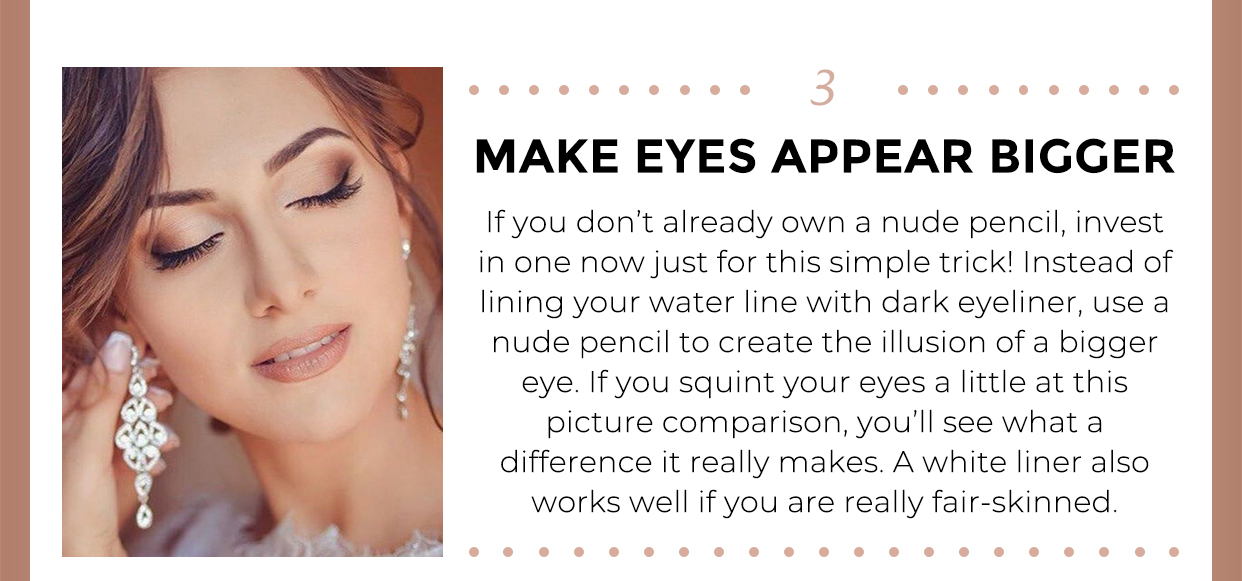 3
MAKE EYES APPEAR BIGGER
If you don’t already own a nude pencil, invest
in one now just for this simple trick! Instead of
lining your water line with dark eyeliner, use a
nude pencil to create the illusion of a bigger
eye. If you squint your eyes a little at this
picture comparison, you’ll see what a
difference it really makes. A white liner also
works well if you are really fair-skinned.